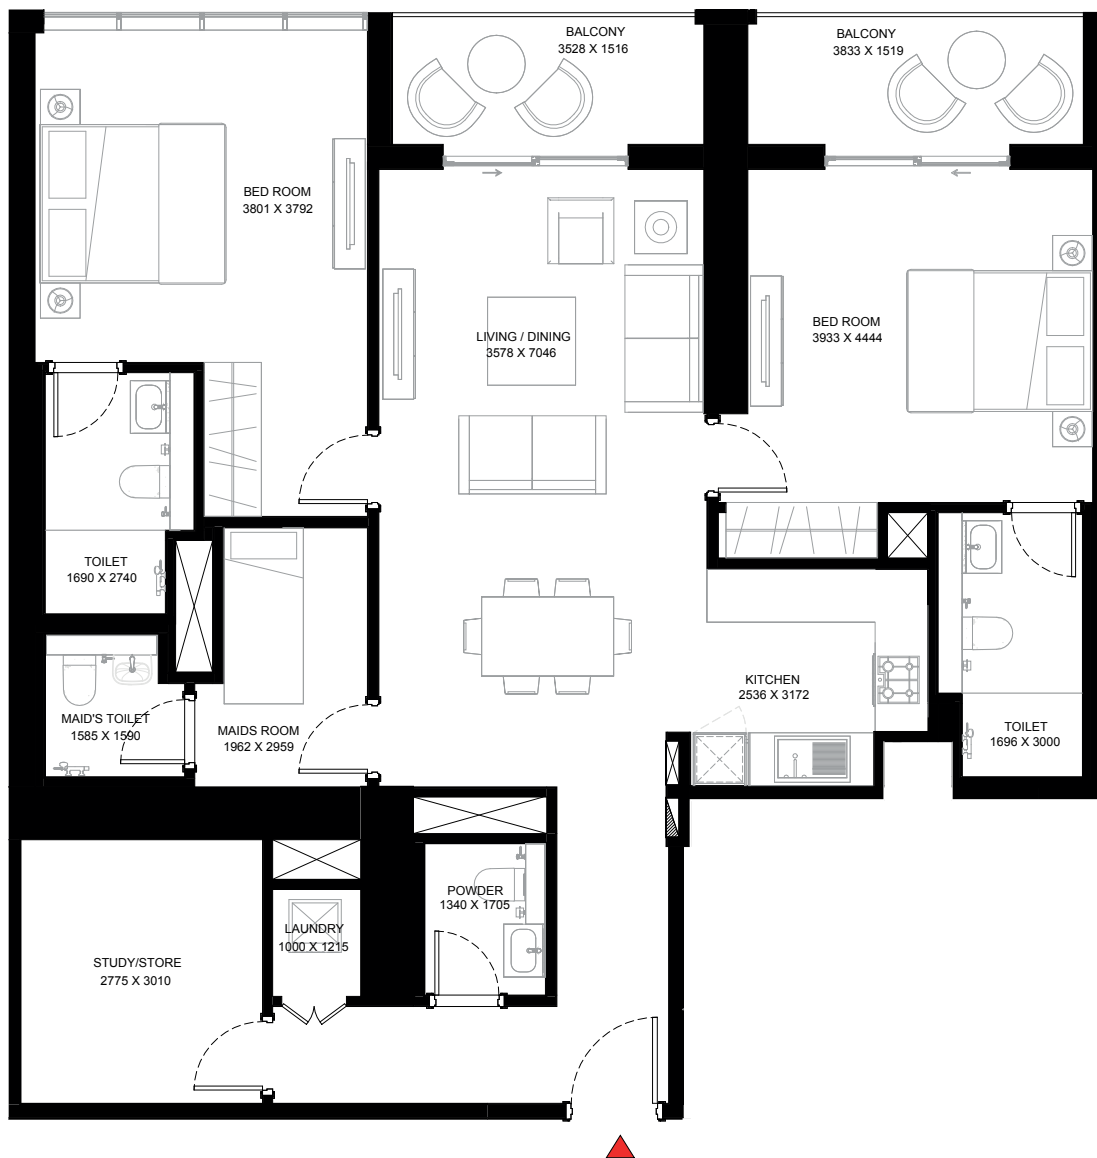 BALCONY
3528 X 1516
BALCONY
3833 X 1519
BED ROOM
3801 X 3792
LIVING / DINING
3578 X 7046
BED ROOM
3933 X 4444
TOILET
1690 X 2740
KITCHEN
2536 X 3172
MAID'S TOILET
1585 X 1590
MAIDS ROOM
1962 X 2959
TOILET
1696 X 3000
POWDER
1340 X 1705
LAUNDRY
1000 X 1215
STUDY/STORE
2775 X 3010